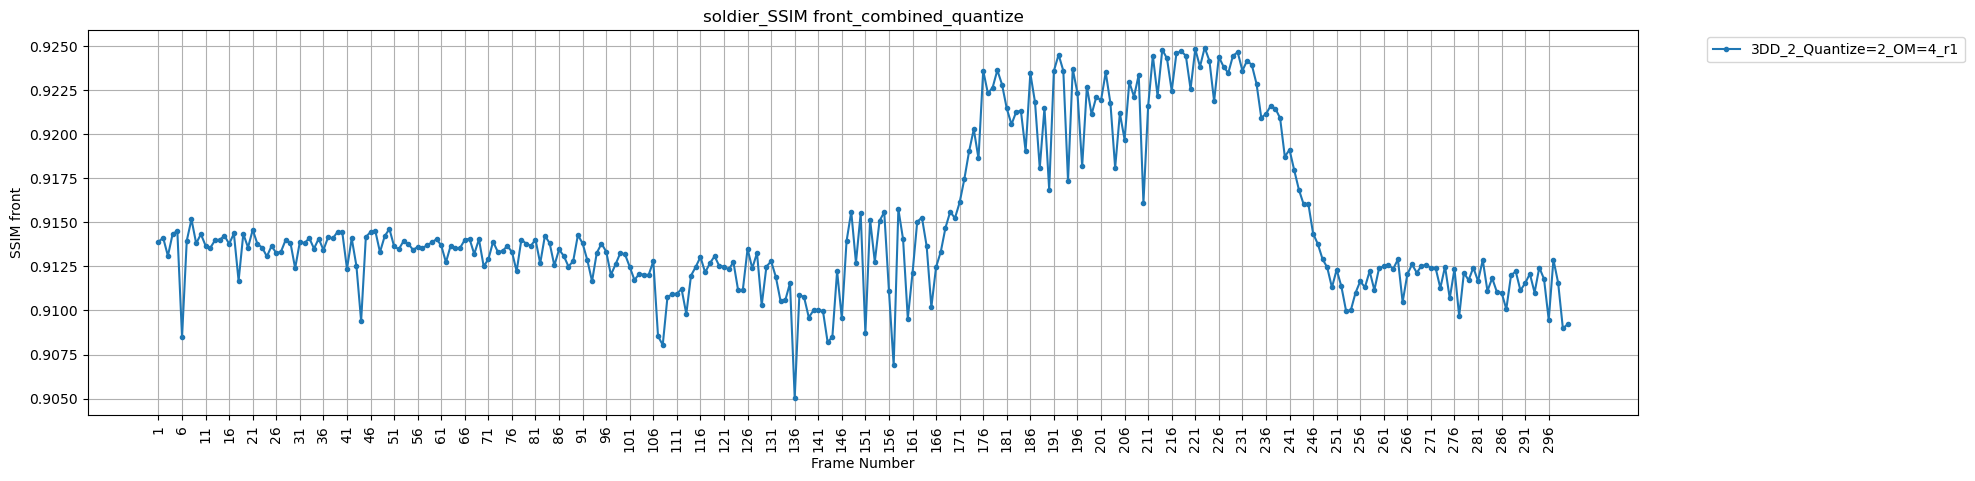 soldier_SSIM front_combined_quantize
3DD_2_Quantize=2_OM=4_r1
SSIM front
0.9250
0.9225
0.9200
0.9175
0.9150
0.9125
0.9100
0.9075
0.9050
1 6 11 16 21 26 31 36 41 46 51 56 61 66 71 76 81 86 91 96 101 106 111 116 121 126 131 136 141 146 151 156 161 166 171 176 181 186 191 196 201 206 211 216 221 226 231 236 241 246 251 256 261 266 271 276 281 286 291 296
Frame Number